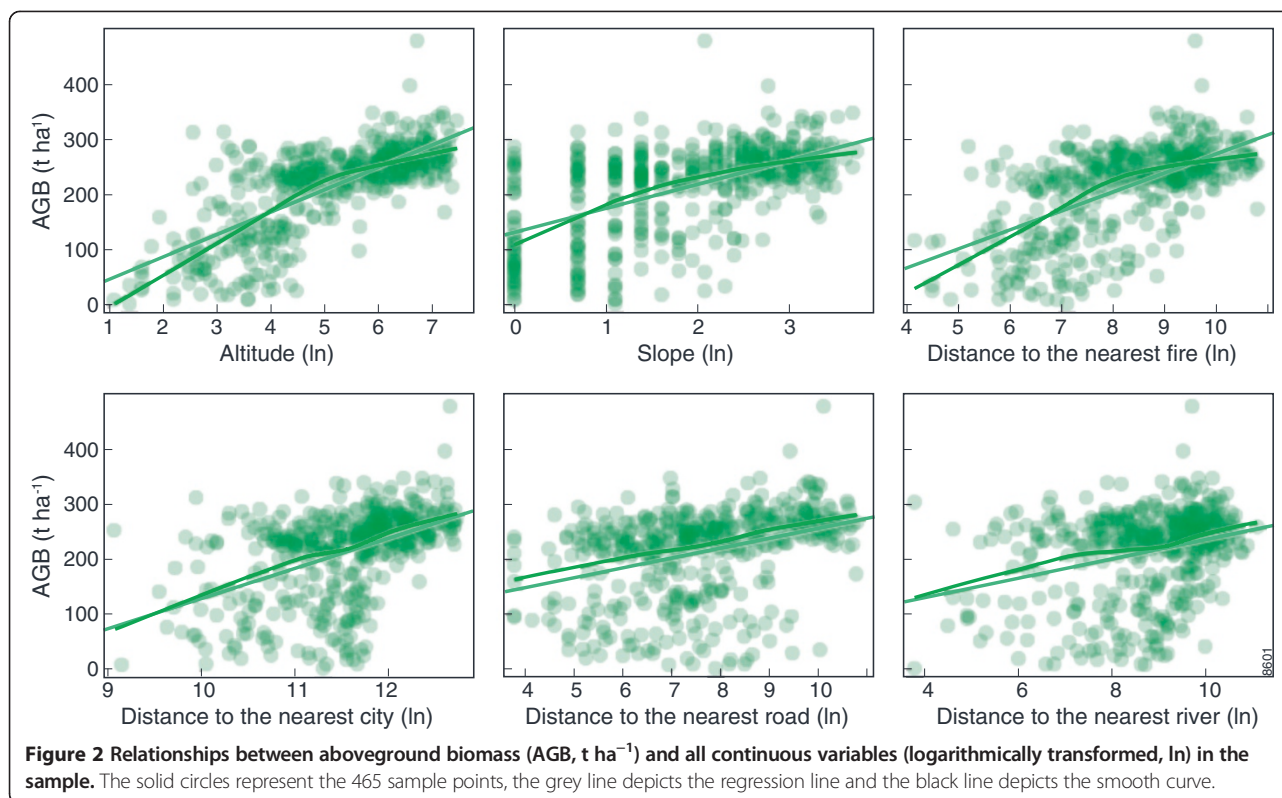 400
300
200
100
0
AGB (t ha¹)
1 2 3 4 5 6 7
Altitude (ln)
0 1 2 3
Slope (ln)
4 5 6 7 8 9 10
Distance to the nearest fire (ln)
400
300
200
100
0
AGB (t ha⁻¹)
9 10 11 12
Distance to the nearest city (ln)
4 5 6 7 8 9 10
Distance to the nearest road (ln)
4 6 8 10
Distance to the nearest river (ln)
8601
Figure 2 Relationships between aboveground biomass (AGB, t ha⁻¹) and all continuous variables (logarithmically transformed, ln) in the
sample. The solid circles represent the 465 sample points, the grey line depicts the regression line and the black line depicts the smooth curve.